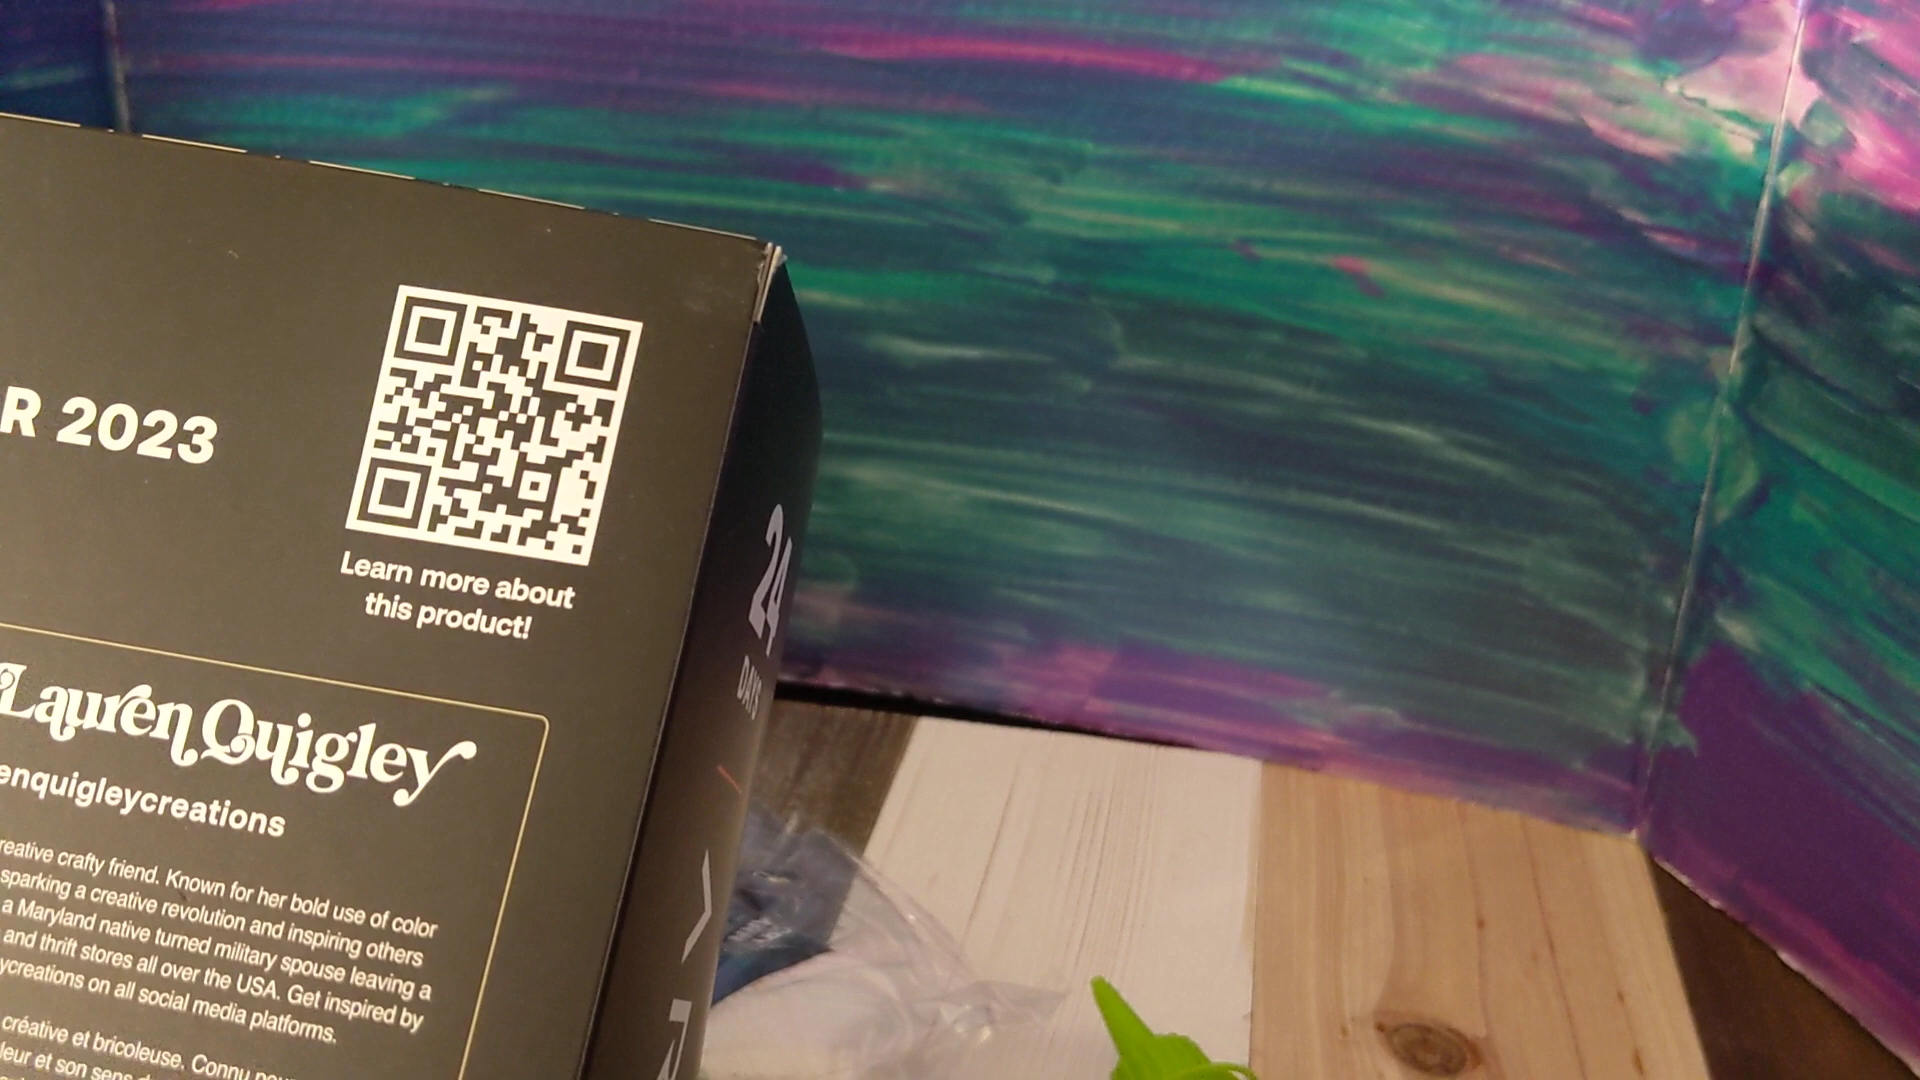 R 2023
Learn more about
this product!
Lauren Quigley
enquigleycreations
reative crafty friend. Known for her bold use of color
sparking a creative revolution and inspiring others
a Maryland native turned military spouse leaving a
and thrift stores all over the USA. Get inspired by
ycreations on all social media platforms.
créative et bricoleuse. Connu pour
leur et son sens
24
DAYS